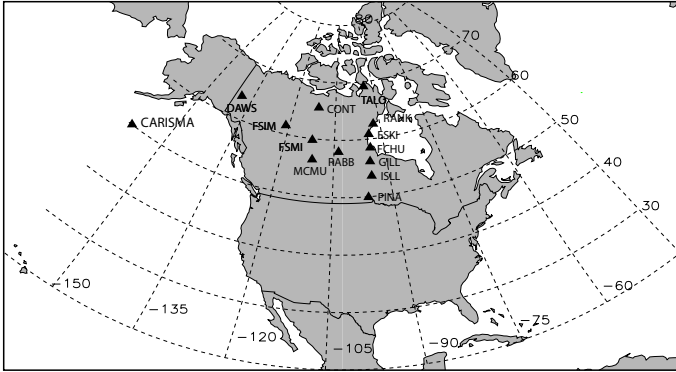 80
70
60
50
40
30
DAWS
CONT
TALO
CARISMA
FSIM
RANK
ESKI
FSMI
FCHU
MCMU
RABB
GILL
ISLL
PINA
-150
-135
-120
-105
-90
-75
-60